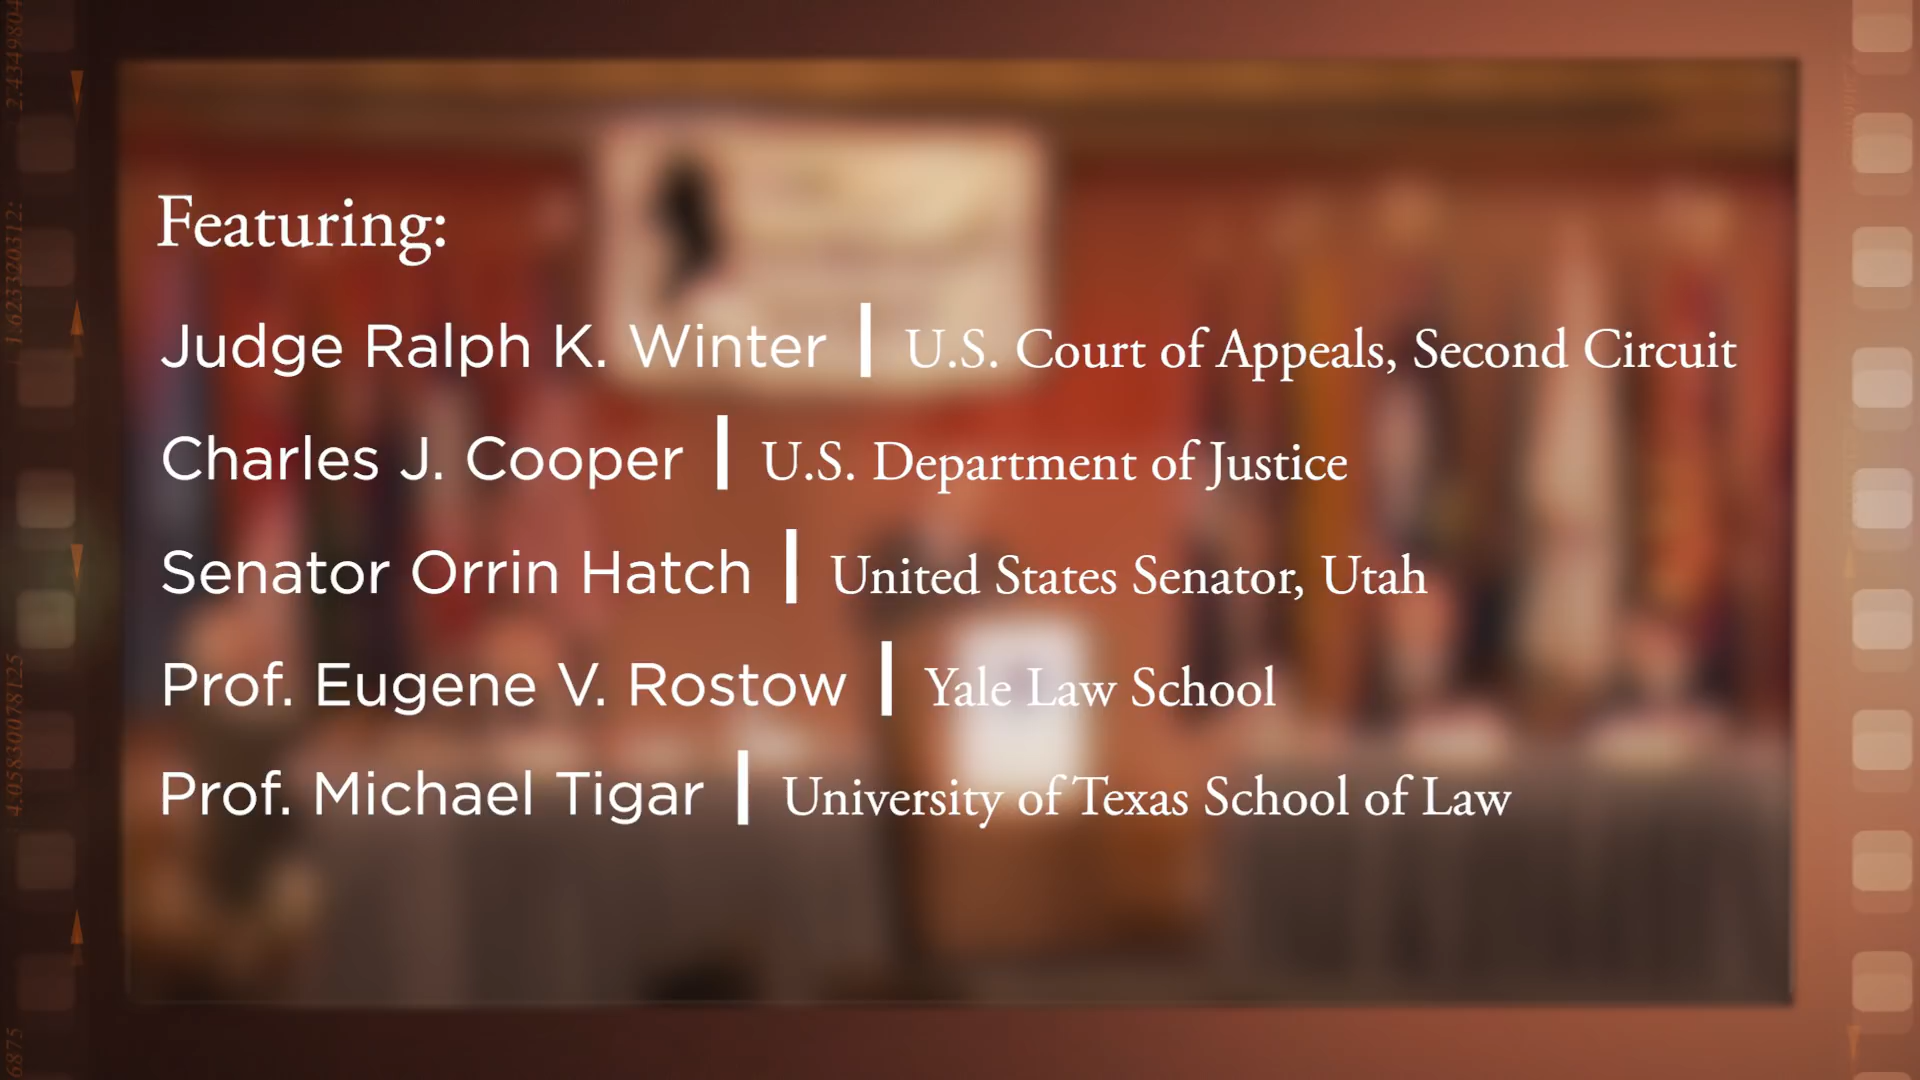 Featuring:
Judge Ralph K. Winter | U.S. Court of Appeals, Second Circuit
Charles J. Cooper | U.S. Department of Justice
Senator Orrin Hatch | United States Senator, Utah
Prof. Eugene V. Rostow | Yale Law School
Prof. Michael Tigar | University of Texas School of Law